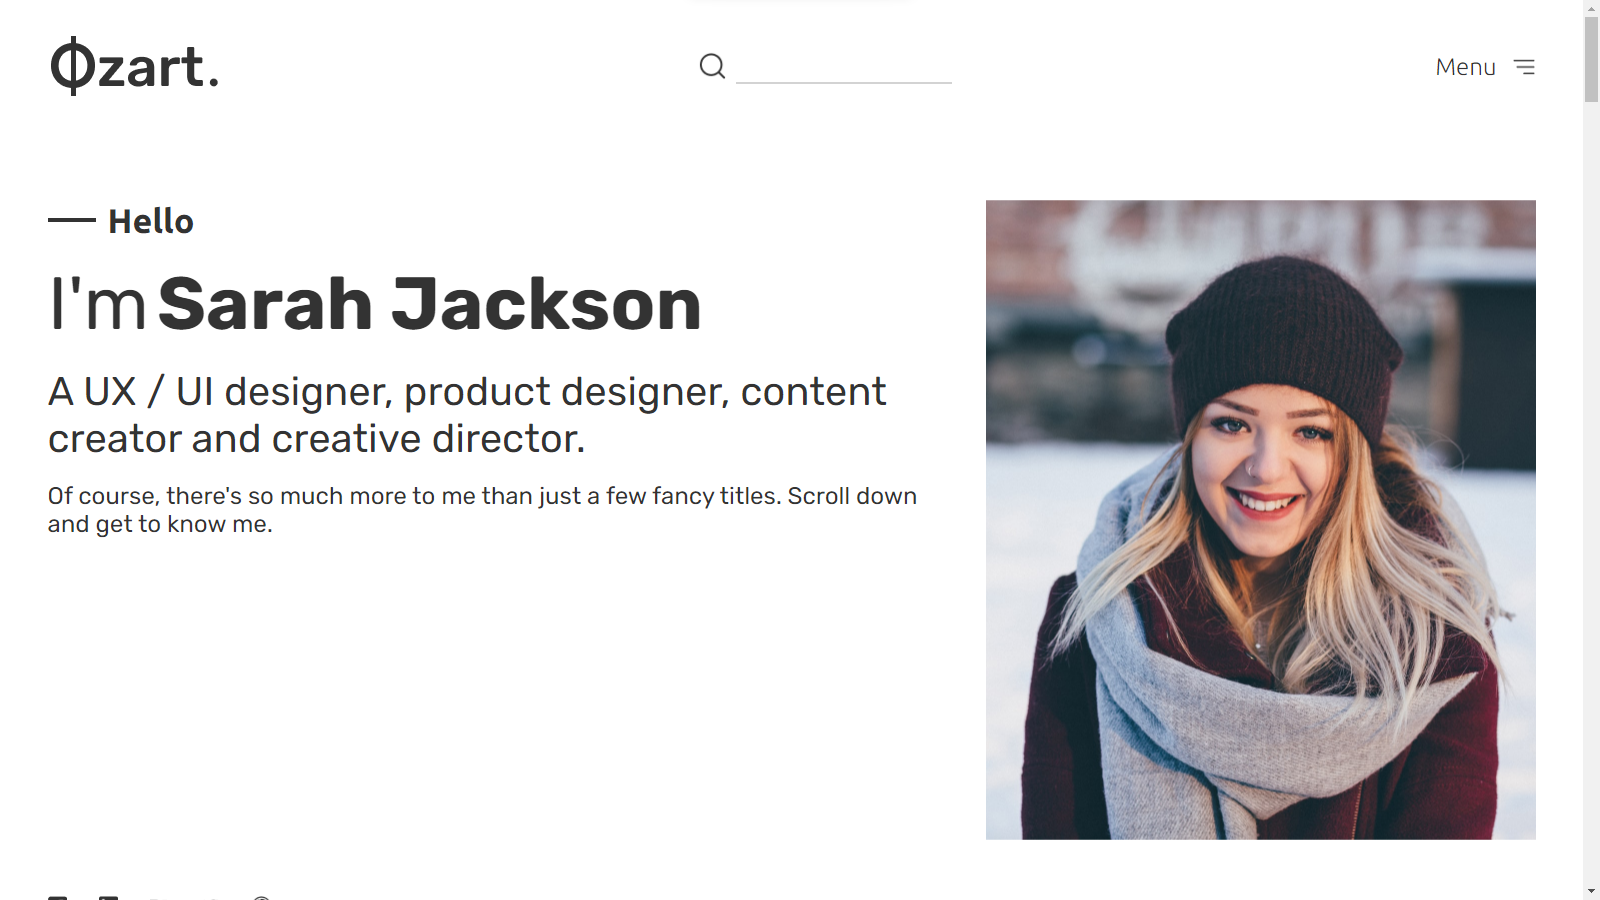 Ozart.
Menu
Hello
I'm Sarah Jackson
A UX / UI designer, product designer, content
creator and creative director.
Of course, there's so much more to me than just a few fancy titles. Scroll down
and get to know me.